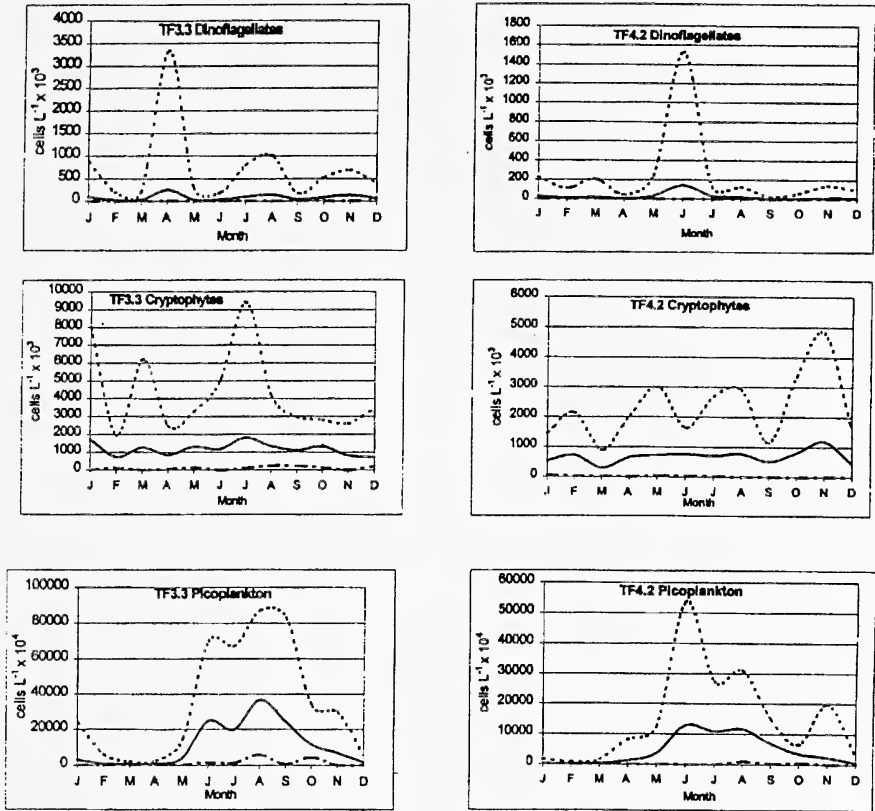 TF3.3 Dinoflagellates
cells L⁻¹ x 10³
4000
3500
3000
2500
2000
1500
1000
500
0
J F M A M J J A S O N D
Month
TF4.2 Dinoflagellates
cells L⁻¹ x 10³
1800
1600
1400
1200
1000
800
600
400
200
0
J F M A M J J A S O N D
Month
TF3.3 Cryptophytes
cells L⁻¹ x 10³
10000
9000
8000
7000
6000
5000
4000
3000
2000
1000
0
J F M A M J J A S O N D
Month
TF4.2 Cryptophytes
cells L⁻¹ x 10³
6000
5000
4000
3000
2000
1000
0
J F M A M J J A S O N D
Month
TF3.3 Picoplankton
cells L⁻¹ x 10⁴
100000
80000
60000
40000
20000
0
J F M A M J J A S O N D
Month
TF4.2 Picoplankton
cells L⁻¹ x 10⁴
60000
50000
40000
30000
20000
10000
0
J F M A M J J A S O N D
Month